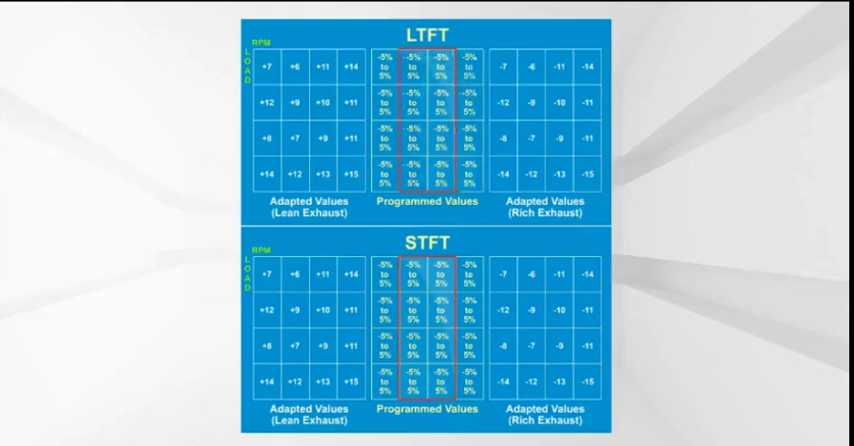 LTFT
RPM
LOAD
-5% -5% -5% -5%
+7 +6 +11 +14 to to to to -7 -6 -11 -14
5% 5% 5% 5%
-5% -5% -5% -5%
+12 +9 +10 +11 to to to to -12 -9 -10 -11
5% 5% 5% 5%
-5% -5% -5% -5%
+8 +7 +9 +11 to to to to -8 -7 -9 -11
5% 5% 5% 5%
-5% -5% -5% -5%
+14 +12 +13 +15 to to to to -14 -12 -13 -15
5% 5% 5% 5%
Adapted Values Programmed Values Adapted Values
(Lean Exhaust) (Rich Exhaust)
STFT
RPM
LOAD
-5% -5% -5% -5%
+7 +6 +11 +14 to to to to -7 -6 -11 -14
5% 5% 5% 5%
-5% -5% -5% -5%
+12 +9 +10 +11 to to to to -12 -9 -10 -11
5% 5% 5% 5%
-5% -5% -5% -5%
+8 +7 +9 +11 to to to to -8 -7 -9 -11
5% 5% 5% 5%
-5% -5% -5% -5%
+14 +12 +13 +15 to to to to -14 -12 -13 -15
5% 5% 5% 5%
Adapted Values Programmed Values Adapted Values
(Lean Exhaust) (Rich Exhaust)